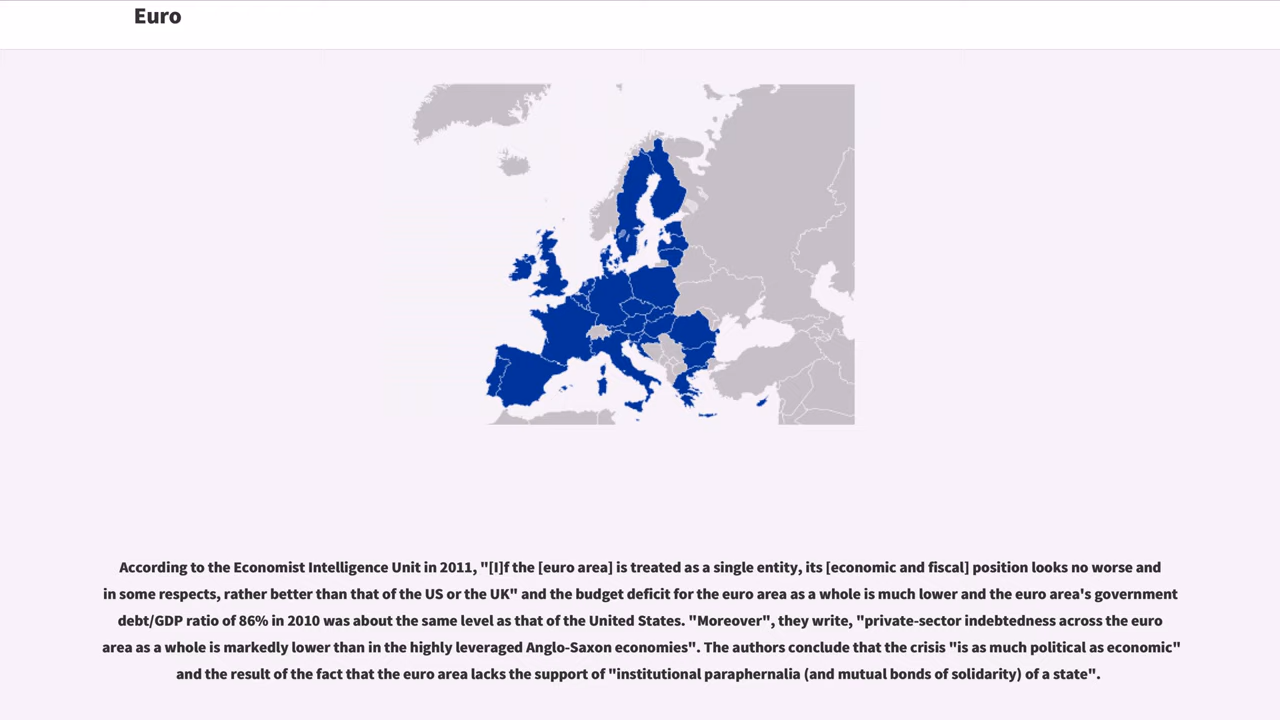 Euro
According to the Economist Intelligence Unit in 2011, "[I]f the [euro area] is treated as a single entity, its [economic and fiscal] position looks no worse and
in some respects, rather better than that of the US or the UK" and the budget deficit for the euro area as a whole is much lower and the euro area's government
debt/GDP ratio of 86% in 2010 was about the same level as that of the United States. "Moreover", they write, "private-sector indebtedness across the euro
area as a whole is markedly lower than in the highly leveraged Anglo-Saxon economies". The authors conclude that the crisis "is as much political as economic"
and the result of the fact that the euro area lacks the support of "institutional paraphernalia (and mutual bonds of solidarity) of a state".